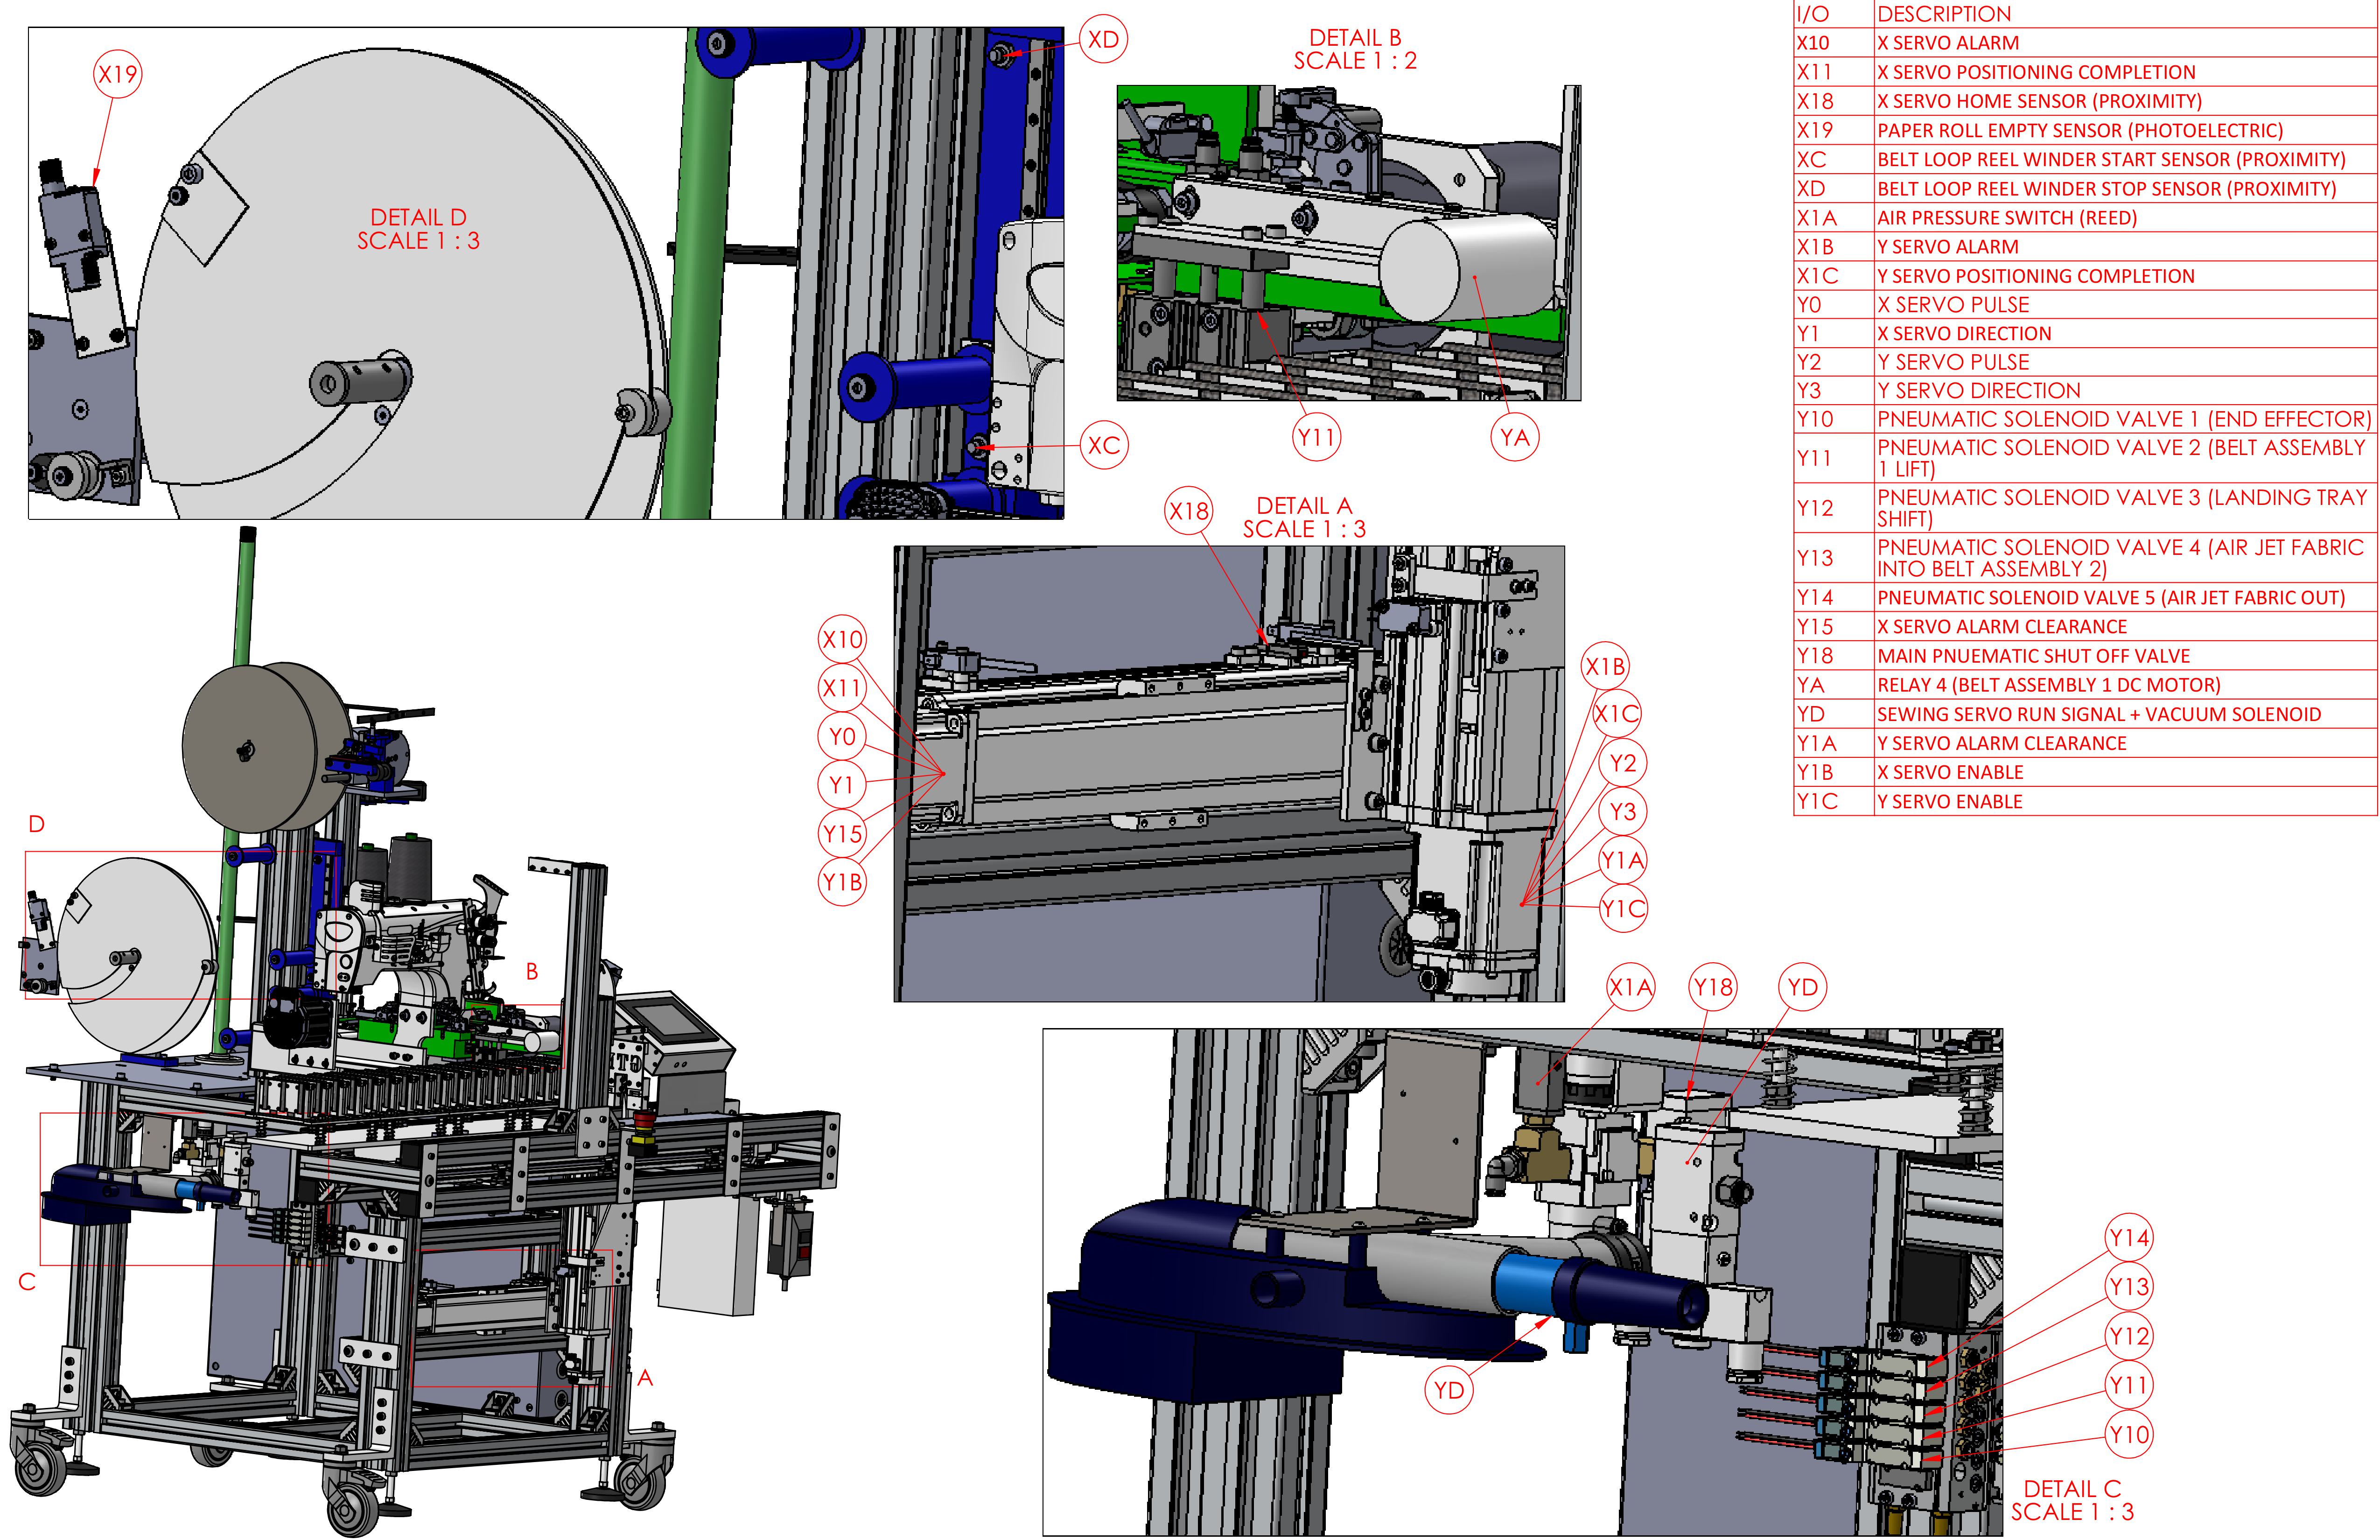 DETAIL D
SCALE 1 : 3
X19
XD
XC
DETAIL B
SCALE 1 : 2
Y11
YA
DETAIL A
SCALE 1 : 3
X18
X10
X11
Y0
Y1
Y15
Y1B
X1B
X1C
Y2
Y3
Y1A
Y1C
X1A
Y18
YD
YD
Y14
Y13
Y12
Y11
Y10
DETAIL C
SCALE 1 : 3
D
B
C
A
I/O DESCRIPTION
X10 X SERVO ALARM
X11 X SERVO POSITIONING COMPLETION
X18 X SERVO HOME SENSOR (PROXIMITY)
X19 PAPER ROLL EMPTY SENSOR (PHOTOELECTRIC)
XC BELT LOOP REEL WINDER START SENSOR (PROXIMITY)
XD BELT LOOP REEL WINDER STOP SENSOR (PROXIMITY)
X1A AIR PRESSURE SWITCH (REED)
X1B Y SERVO ALARM
X1C Y SERVO POSITIONING COMPLETION
Y0 X SERVO PULSE
Y1 X SERVO DIRECTION
Y2 Y SERVO PULSE
Y3 Y SERVO DIRECTION
Y10 PNEUMATIC SOLENOID VALVE 1 (END EFFECTOR)
Y11 PNEUMATIC SOLENOID VALVE 2 (BELT ASSEMBLY
1 LIFT)
Y12 PNEUMATIC SOLENOID VALVE 3 (LANDING TRAY
SHIFT)
Y13 PNEUMATIC SOLENOID VALVE 4 (AIR JET FABRIC
INTO BELT ASSEMBLY 2)
Y14 PNEUMATIC SOLENOID VALVE 5 (AIR JET FABRIC OUT)
Y15 X SERVO ALARM CLEARANCE
Y18 MAIN PNUEMATIC SHUT OFF VALVE
YA RELAY 4 (BELT ASSEMBLY 1 DC MOTOR)
YD SEWING SERVO RUN SIGNAL + VACUUM SOLENOID
Y1A Y SERVO ALARM CLEARANCE
Y1B X SERVO ENABLE
Y1C Y SERVO ENABLE